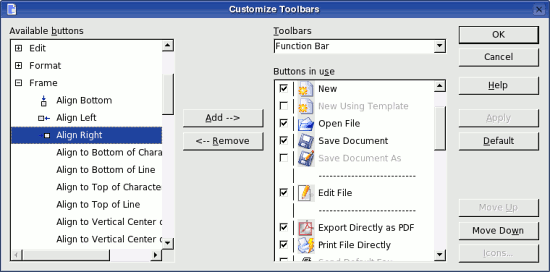 Customize Toolbars
Available buttons
Edit
Format
Frame
Align Bottom
Align Left
Align Right
Align to Bottom of Chara
Align to Bottom of Line
Align to Top of Characte
Align to Top of Line
Align to Vertical Center o
Align to Vertical Center c
Add -->
<-- Remove
Toolbars
Function Bar
Buttons in use
New
New Using Template
Open File
Save Document
Save Document As
---------------------------
Edit File
---------------------------
Export Directly as PDF
Print File Directly
OK
Cancel
Help
Apply
Default
Move Up
Move Down
Icons...